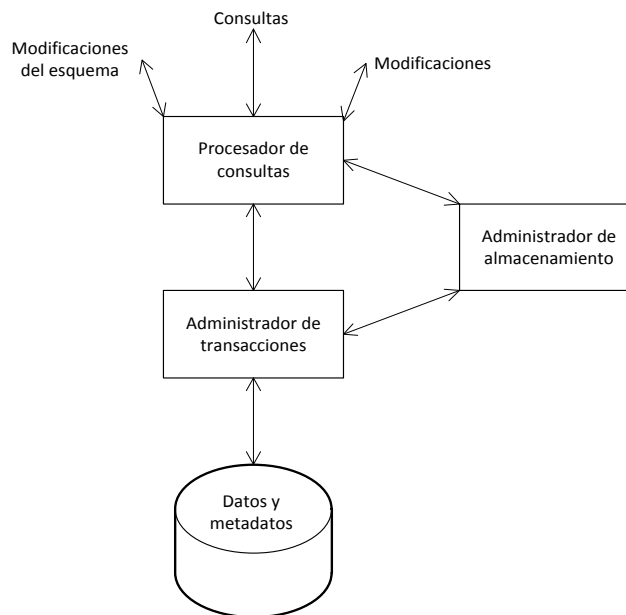 Consultas
Modificaciones
del esquema
Modificaciones
Procesador de
consultas
Administrador de
almacenamiento
Administrador de
transacciones
Datos y
metadatos